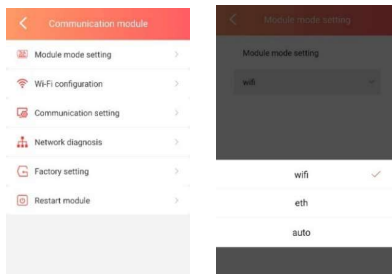 Communication module
Module mode setting
Wi-Fi configuration
Communication setting
Network diagnosis
Factory setting
Restart module
Module mode setting
Module mode setting
wifi
wifi
eth
auto